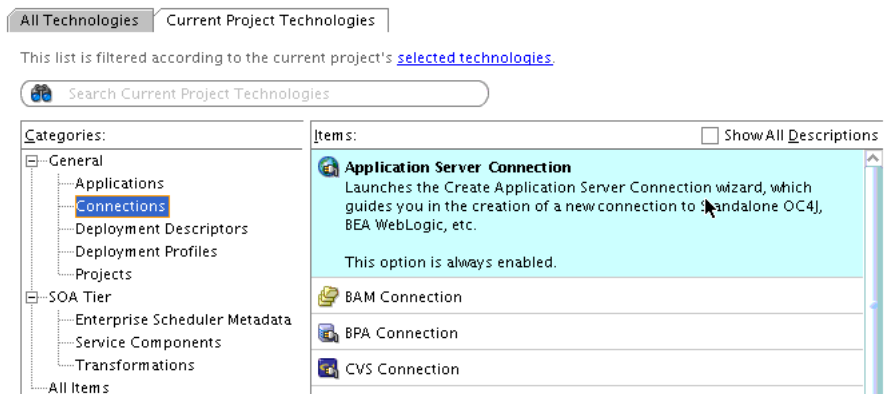 All Technologies Current Project Technologies
This list is filtered according to the current project's selected technologies.
Search Current Project Technologies
Categories:
General
Applications
Connections
Deployment Descriptors
Deployment Profiles
Projects
SOA Tier
Enterprise Scheduler Metadata
Service Components
Transformations
All Items
Items: Show All Descriptions
Application Server Connection
Launches the Create Application Server Connection wizard, which
guides you in the creation of a new connection to Standalone OC4J,
BEA WebLogic, etc.
This option is always enabled.
BAM Connection
BPA Connection
CVS Connection